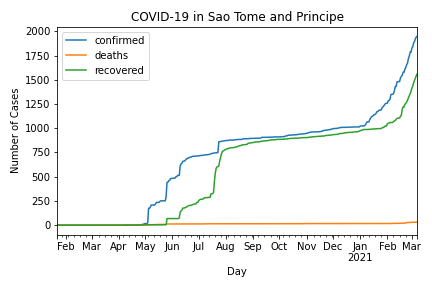 COVID-19 in Sao Tome and Principe
confirmed
deaths
recovered
Number of Cases
2000
1750
1500
1250
1000
750
500
250
0
Feb Mar Apr May Jun Jul Aug Sep Oct Nov Dec Jan Feb Mar
2021
Day